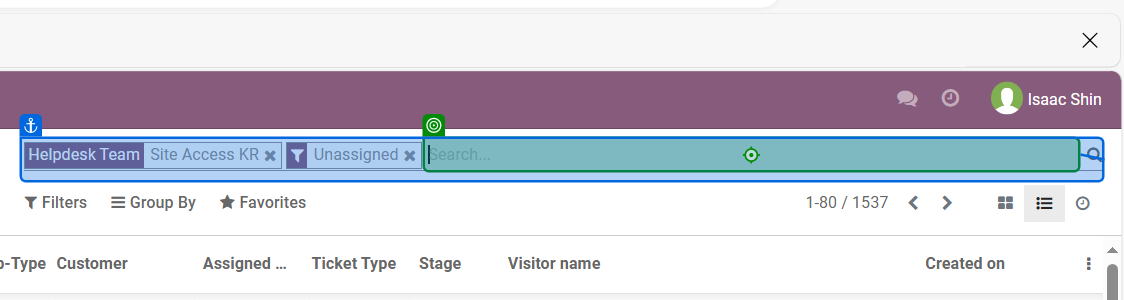 Isaac Shin
Helpdesk Team Site Access KR Unassigned Search...
Filters Group By Favorites 1-80 / 1537
-Type Customer Assigned ... Ticket Type Stage Visitor name Created on